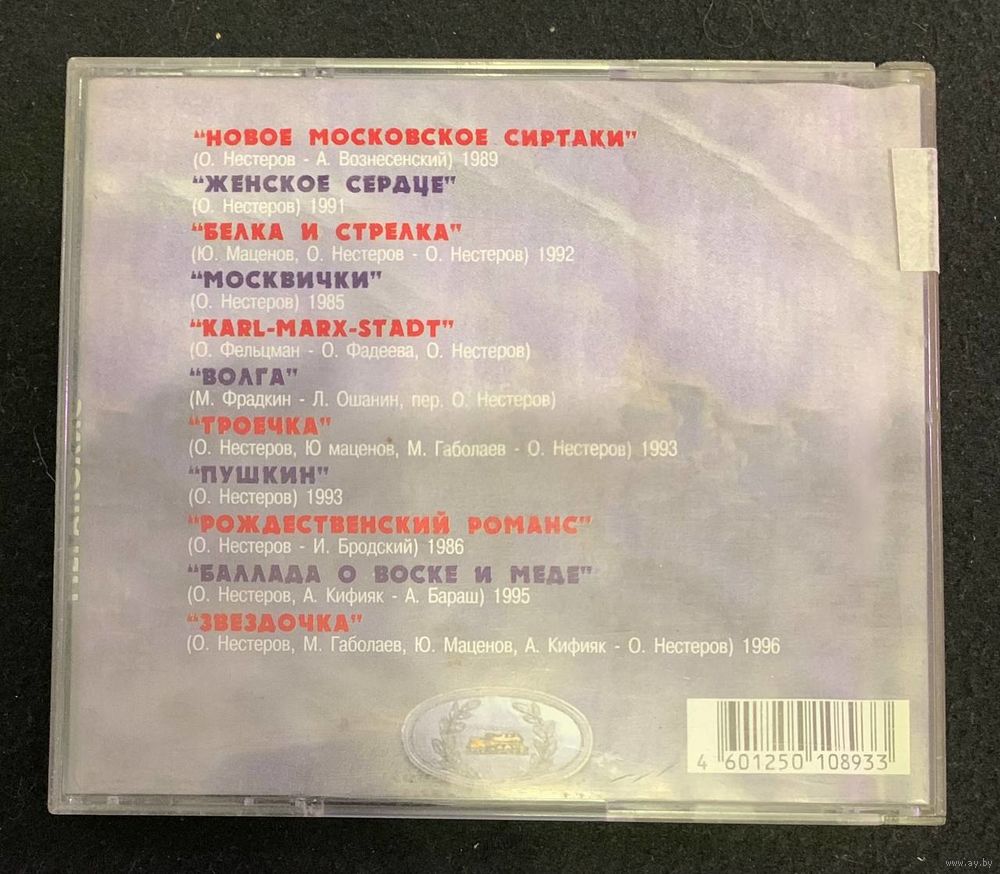 "НОВОЕ МОСКОВСКОЕ СИРТАКИ"
(О. Нестеров - А. Вознесенский) 1989
"ЖЕНСКОЕ СЕРДЦЕ"
(О. Нестеров) 1991
"БЕЛКА И СТРЕЛКА"
(Ю. Маценов, О. Нестеров - О. Нестеров) 1992
"МОСКВИЧКИ"
(О. Нестеров) 1985
"KARL-MARX-STADT"
(О. Фельцман - О. Фадеева, О. Нестеров)
"ВОЛГА"
(М. Фрадкин - Л. Ошанин, пер. О. Нестеров)
"ТРОЕЧКА"
(О. Нестеров, Ю маценов, М. Габолаев - О. Нестеров) 1993
"ПУШКИН"
(О. Нестеров) 1993
"РОЖДЕСТВЕНСКИЙ РОМАНС"
(О. Нестеров - И. Бродский) 1986
"БАЛЛАДА О ВОСКЕ И МЕДЕ"
(О. Нестеров, А. Кифияк - А. Бараш) 1995
"ЗВЕЗДОЧКА"
(О. Нестеров, М. Габолаев, Ю. Маценов, А. Кифияк - О. Нестеров) 1996
4 601250 108933
www.ay.by